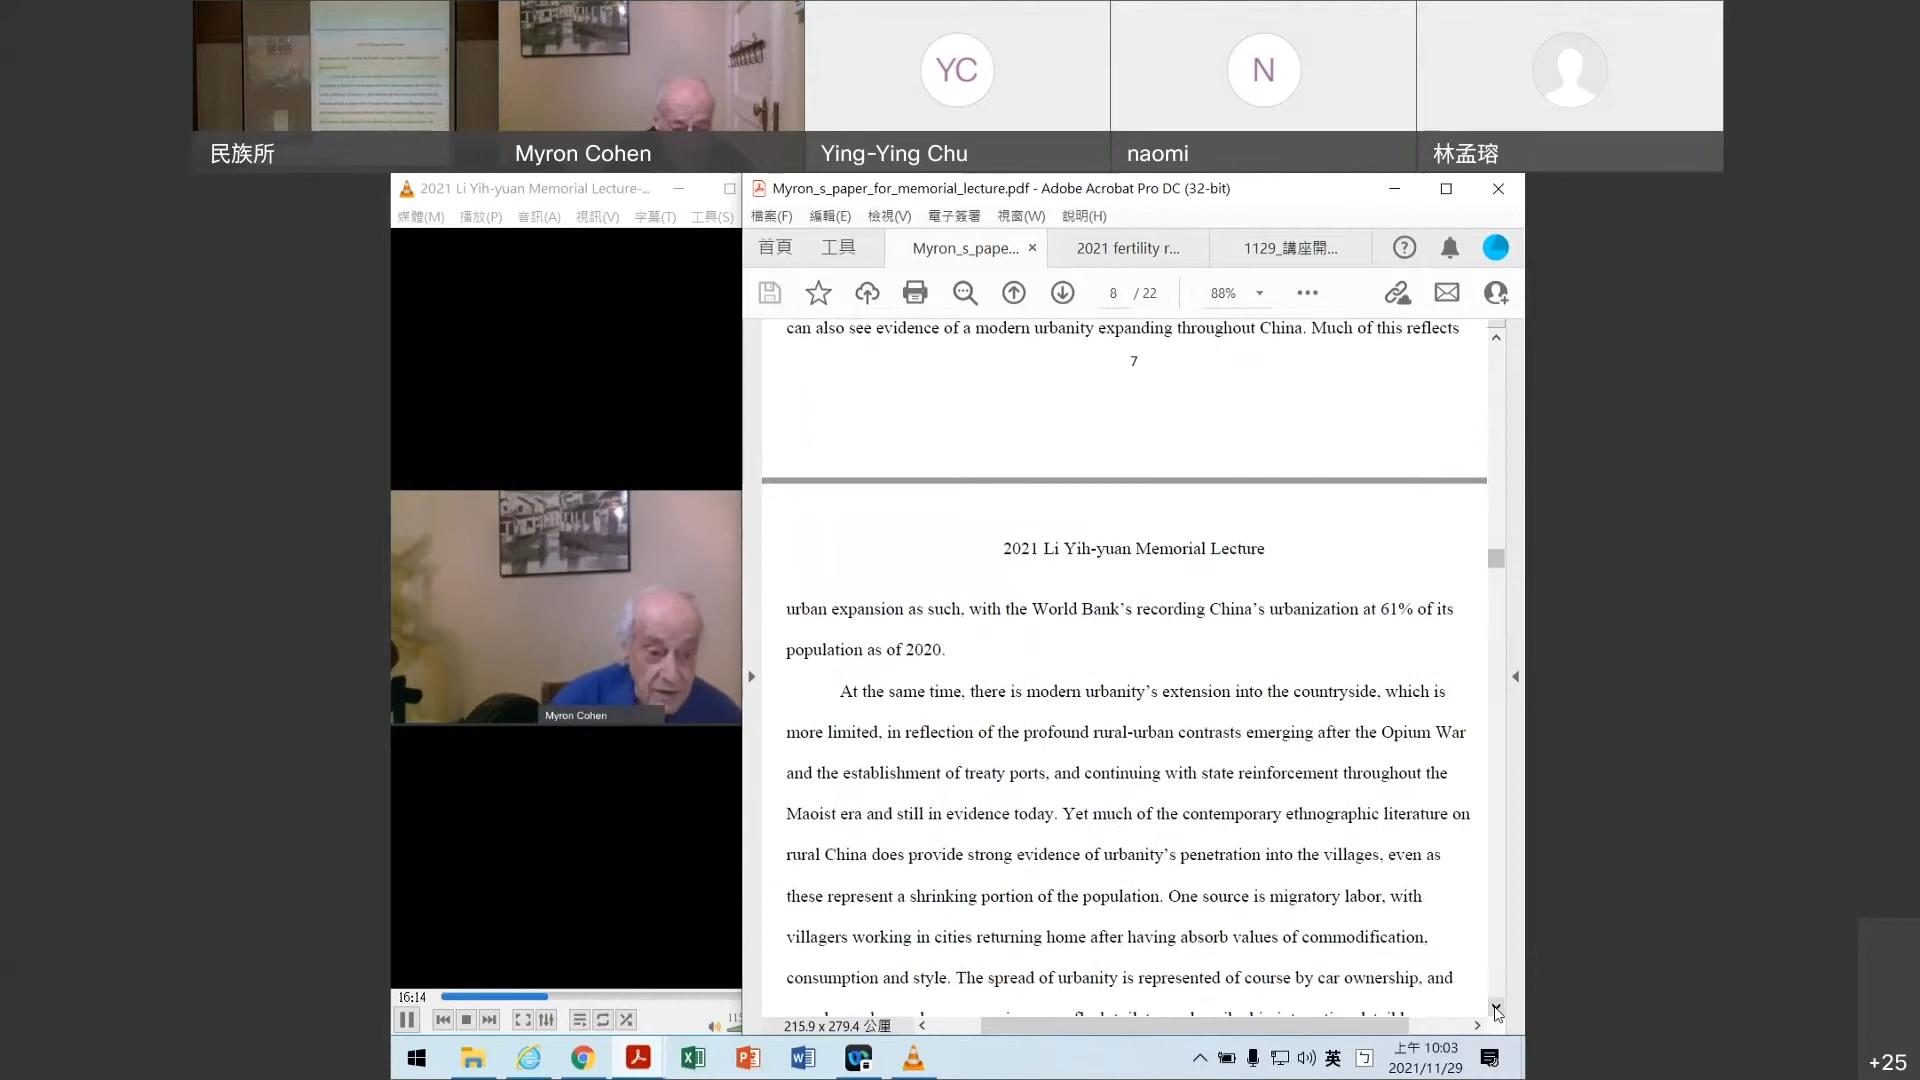 民族所
Myron Cohen
YC
Ying-Ying Chu
N
naomi
林孟瑢
2021 Li Yih-yuan Memorial Lecture-...
媒體(M) 播放(P) 音訊(A) 視訊(V) 字幕(T) 工具(S)
Myron Cohen
16:14
Myron_s_paper_for_memorial_lecture.pdf - Adobe Acrobat Pro DC (32-bit)
檔案(F) 編輯(E) 檢視(V) 電子簽署 視窗(W) 說明(H)
首頁 工具 Myron_s_pape... × 2021 fertility r... 1129_講座開...
8 / 22 88%
can also see evidence of a modern urbanity expanding throughout China. Much of this reflects
7
2021 Li Yih-yuan Memorial Lecture
urban expansion as such, with the World Bank's recording China's urbanization at 61% of its
population as of 2020.
At the same time, there is modern urbanity's extension into the countryside, which is
more limited, in reflection of the profound rural-urban contrasts emerging after the Opium War
and the establishment of treaty ports, and continuing with state reinforcement throughout the
Maoist era and still in evidence today. Yet much of the contemporary ethnographic literature on
rural China does provide strong evidence of urbanity's penetration into the villages, even as
these represent a shrinking portion of the population. One source is migratory labor, with
villagers working in cities returning home after having absorb values of commodification,
consumption and style. The spread of urbanity is represented of course by car ownership, and
215.9 x 279.4 公厘
英
上午 10:03
2021/11/29
+25